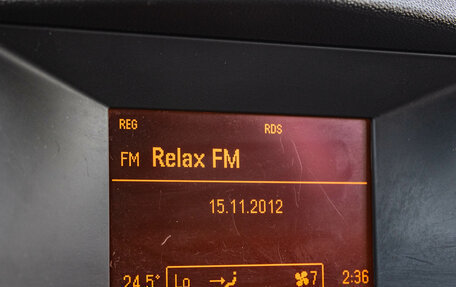 REG RDS
FM Relax FM
15.11.2012
24.5° Lo 7 2:36